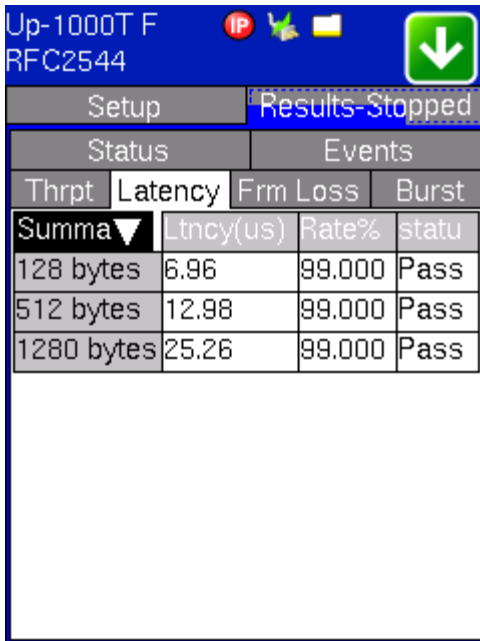 Up-1000T F IP
RFC2544
Setup Results-Stopped
Status Events
Thrpt Latency Frm Loss Burst
Summa Ltncy(us) Rate% statu
128 bytes 6.96 99.000 Pass
512 bytes 12.98 99.000 Pass
1280 bytes 25.26 99.000 Pass